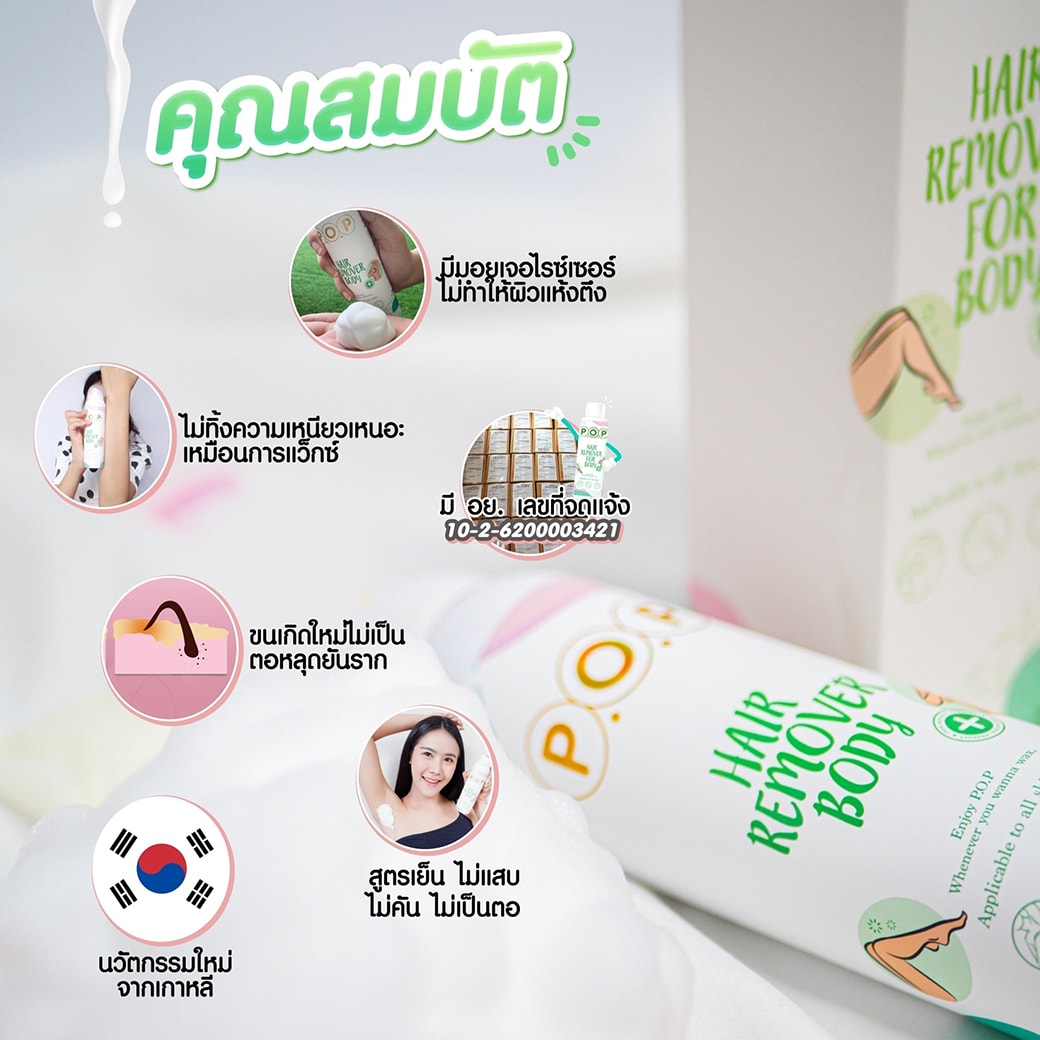 คุณสมบัติ
P.O.P
HAIR
REMOVER
BODY
มีมอยเจอไรซ์เซอร์
ไม่ทำให้ผิวแห้งตึง
ไม่ทิ้งความเหนียวเหนอะ
เหมือนการแว็กซ์
P.O.P
HAIR
REMOVER
FOR
BODY
มี อย. เลขที่จดแจ้ง
10-2-6200003421
ขนเกิดใหม่ไม่เป็น
ตอหลุดยันราก
สูตรเย็น ไม่แสบ
ไม่คัน ไม่เป็นตอ
นวัตกรรมใหม่
จากเกาหลี
HAIR
REMOV
FOR
BODY
P.O.P
HAIR
REMOVER
BODY
Enjoy P.O.P
Whenever you wanna wax.
Applicable to all